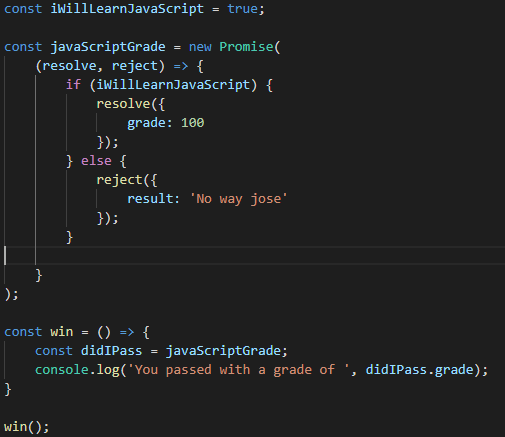 const iWillLearnJavaScript = true;
const javaScriptGrade = new Promise(
(resolve, reject) => {
if (iWillLearnJavaScript) {
resolve({
grade: 100
});
} else {
reject({
result: 'No way jose'
});
}
}
);
const win = () => {
const didIPass = javaScriptGrade;
console.log('You passed with a grade of ', didIPass.grade);
}
win();